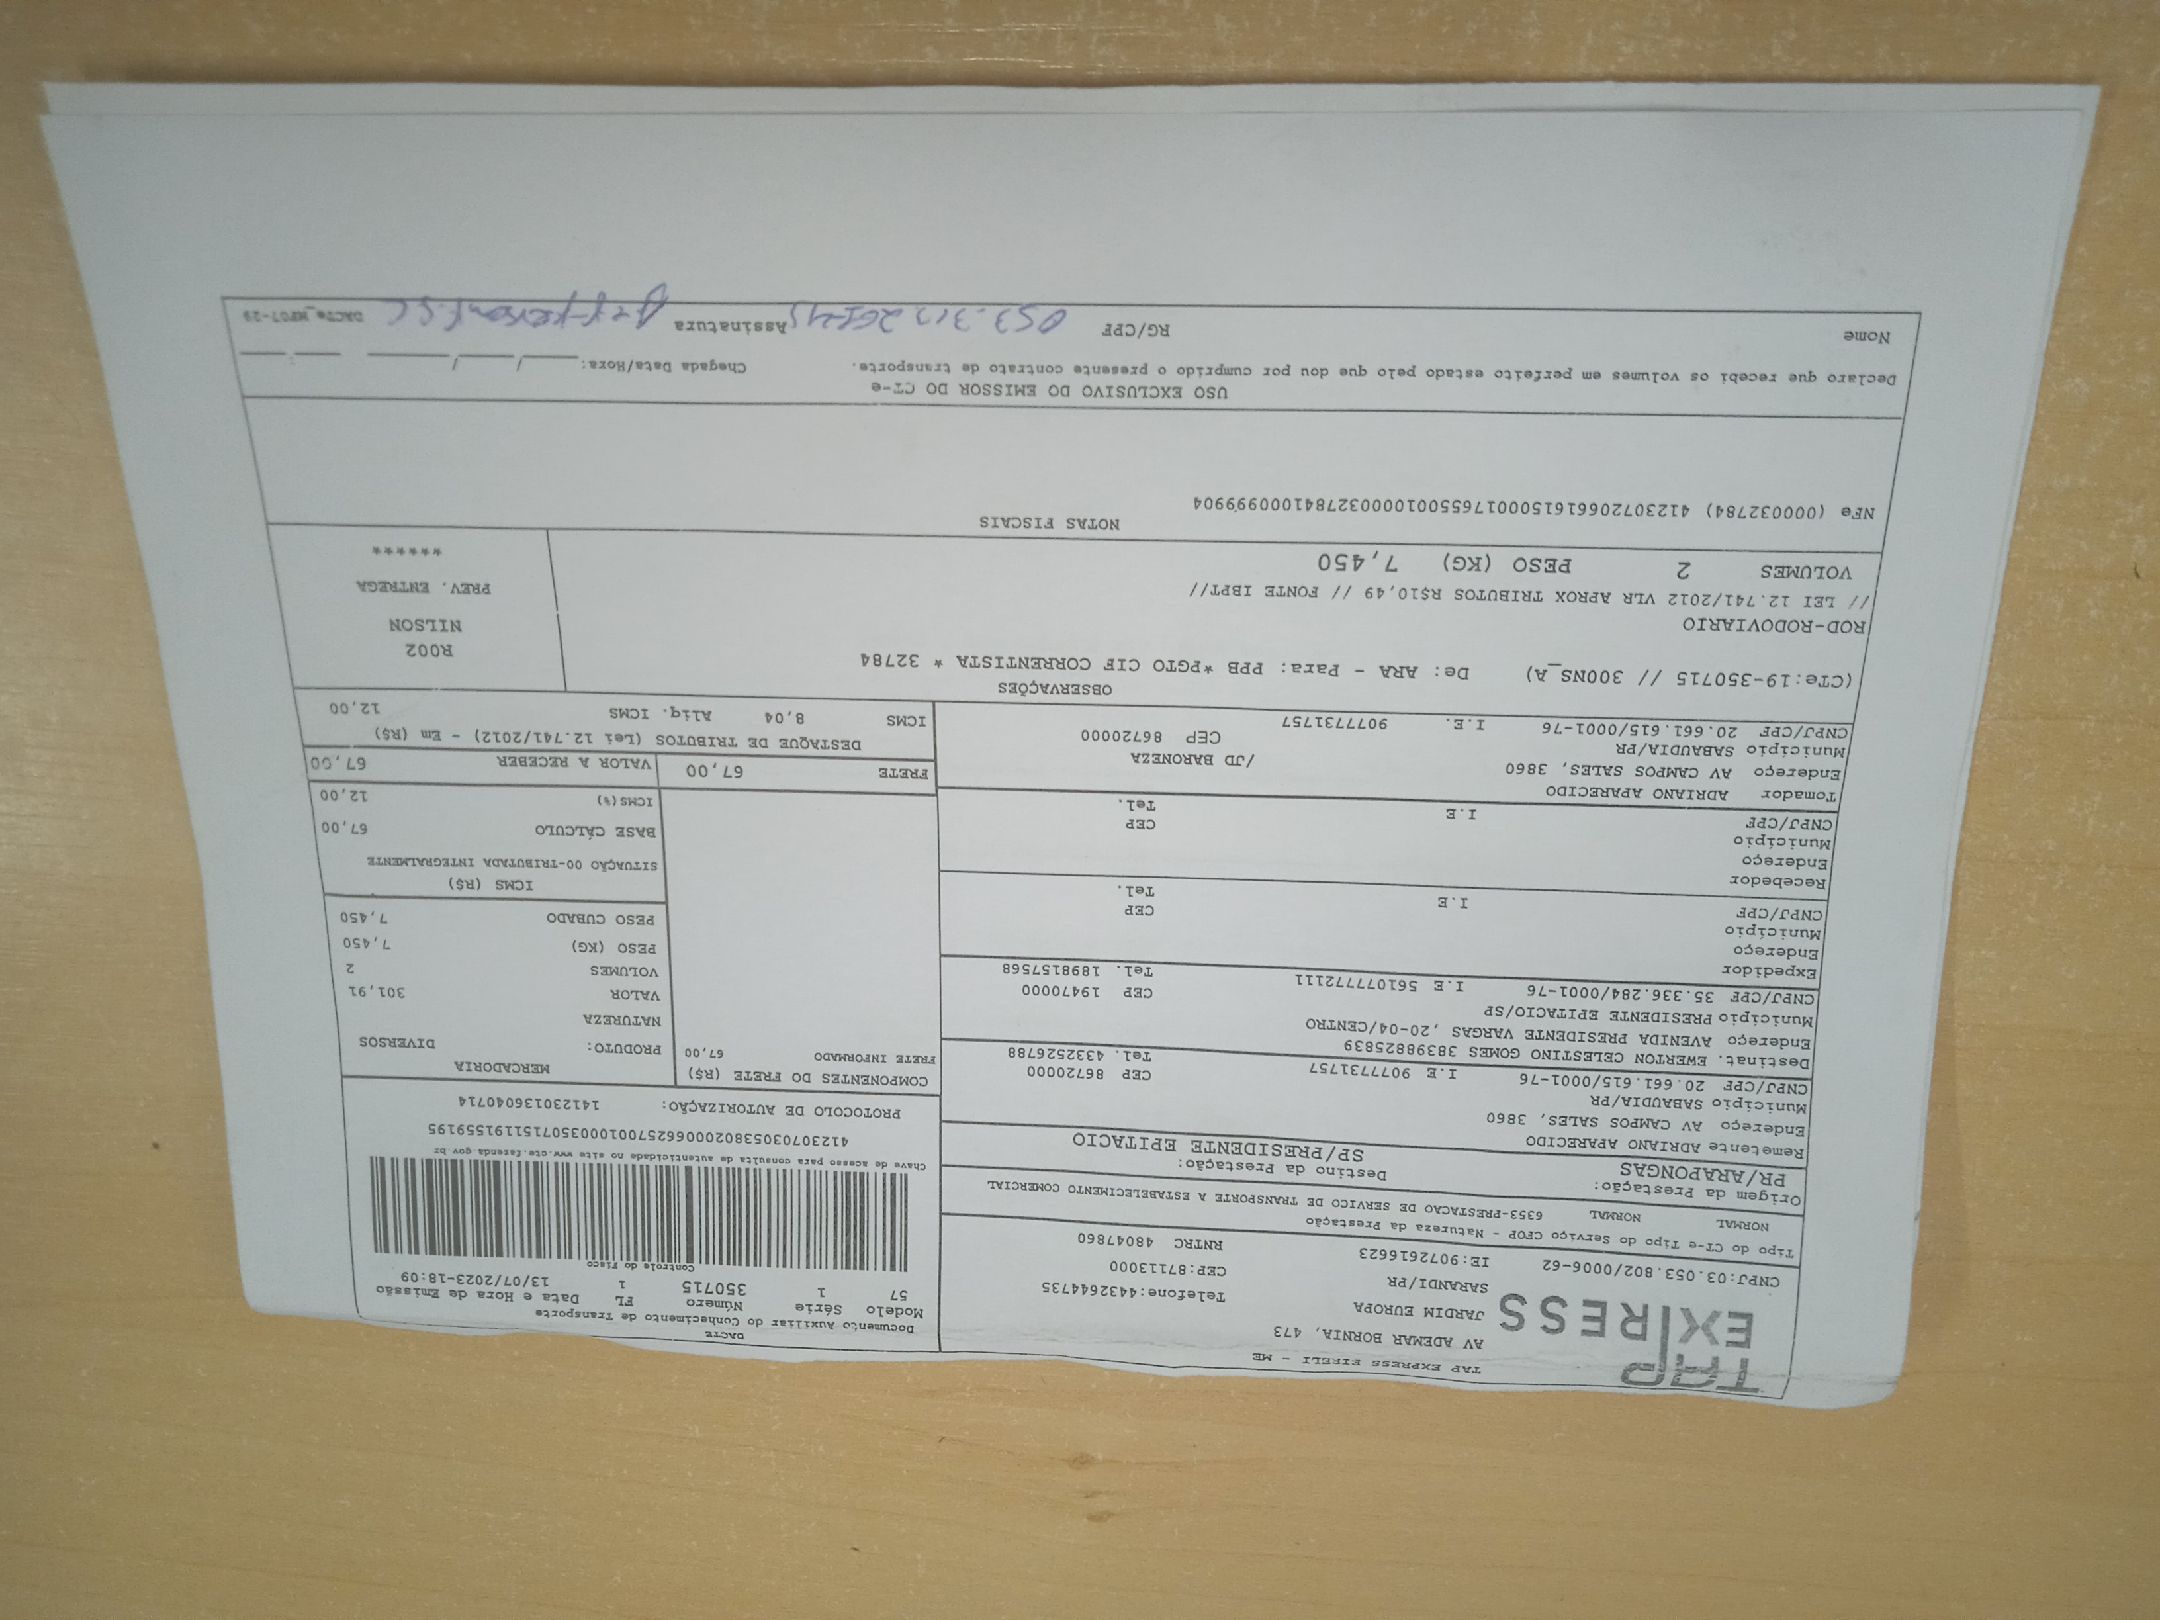 TAP EXPRESS
TAP EXPRESS EIRELI - ME
AV ADEMAR BORNIA, 473
JARDIM EUROPA Telefone:4432644735
SARANDI/PR CEP:87113000
CNPJ:03.053.802/0006-62 IE:9072616623 RNTRC 48047860
DACTE
Documento Auxiliar do Conhecimento de Transporte
Modelo Série Número FL Data e Hora de Emissão
57 1 350715 1 13/07/2023-18:09
Controle do Fisco
Chave de acesso para consulta de autenticidade no site www.cte.fazenda.gov.br
41230703053802000662570010003507151191559195
PROTOCOLO DE AUTORIZAÇÃO: 141230136040714
Tipo do CT-e Tipo do Serviço CFOP - Natureza da Prestação
NORMAL NORMAL 6353-PRESTACAO DE SERVICO DE TRANSPORTE A ESTABELECIMENTO COMERCIAL
Origem da Prestação: Destino da Prestação:
PR/ARAPONGAS SP/PRESIDENTE EPITACIO
Remetente ADRIANO APARECIDO
Endereço AV CAMPOS SALES, 3860
Município SABAUDIA/PR CEP 86720000
CNPJ/CPF 20.661.615/0001-76 I.E 9077731757 Tel. 4332526788
Destinat. EWERTON CELESTINO GOMES 38398825839
Endereço AVENIDA PRESIDENTE VARGAS ,20-04/CENTRO
Município PRESIDENTE EPITACIO/SP CEP 19470000
CNPJ/CPF 35.336.284/0001-76 I.E 561077772111 Tel. 1898157568
Expedidor
Endereço
Município CEP
CNPJ/CPF I.E Tel.
Recebedor
Endereço
Município CEP
CNPJ/CPF I.E Tel.
Tomador ADRIANO APARECIDO
Endereço AV CAMPOS SALES, 3860 /JD BARONEZA
Município SABAUDIA/PR CEP 86720000
CNPJ/CPF 20.661.615/0001-76 I.E. 9077731757
COMPONENTES DO FRETE (R$)
FRETE INFORMADO 67,00
MERCADORIA
PRODUTO: DIVERSOS
NATUREZA
VALOR 301,91
VOLUMES 2
PESO (KG) 7,450
PESO CUBADO 7,450
ICMS (R$)
SITUAÇÃO 00-TRIBUTADA INTEGRALMENTE
BASE CÁLCULO 67,00
ICMS(%) 12,00
FRETE 67,00 VALOR A RECEBER 67,00
DESTAQUE DE TRIBUTOS (Lei 12.741/2012) - Em (R$)
ICMS 8,04 Aliq. ICMS 12,00
OBSERVAÇÕES
(CTe:19-350715 // 300NS_A) De: ARA - Para: PPB *PGTO CIF CORRENTISTA * 32784
ROD-RODOVIARIO
// LEI 12.741/2012 VLR APROX TRIBUTOS R$10,49 // FONTE IBPT//
VOLUMES 2 PESO (KG) 7,450
R002
NILSON
PREV. ENTREGA
******
NOTAS FISCAIS
NFe (000032784) 41230720661615000176550010000327841000999904
USO EXCLUSIVO DO EMISSOR DO CT-e
Declaro que recebi os volumes em perfeito estado pelo que dou por cumprido o presente contrato de transporte. Chegada Data/Hora: ____/____/____ ___:___
Nome RG/CPF Assinatura DACTe_MP07-29